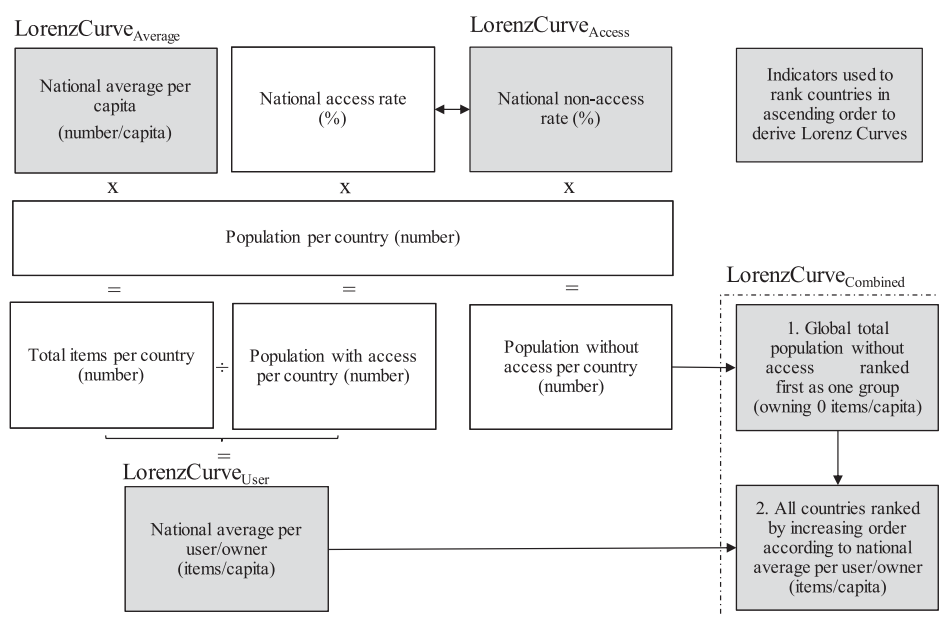 LorenzCurveAverage
LorenzCurveAccess
National average per
capita
(number/capita)
National access rate
(%)
National non-access
rate (%)
Indicators used to
rank countries in
ascending order to
derive Lorenz Curves
x
x
x
Population per country (number)
=
=
=
LorenzCurveCombined
Total items per country
(number)
÷
Population with access
per country (number)
Population without
access per country
(number)
1. Global total
population without
access ranked
first as one group
(owning 0 items/capita)
=
LorenzCurveUser
National average per
user/owner
(items/capita)
2. All countries ranked
by increasing order
according to national
average per user/owner
(items/capita)